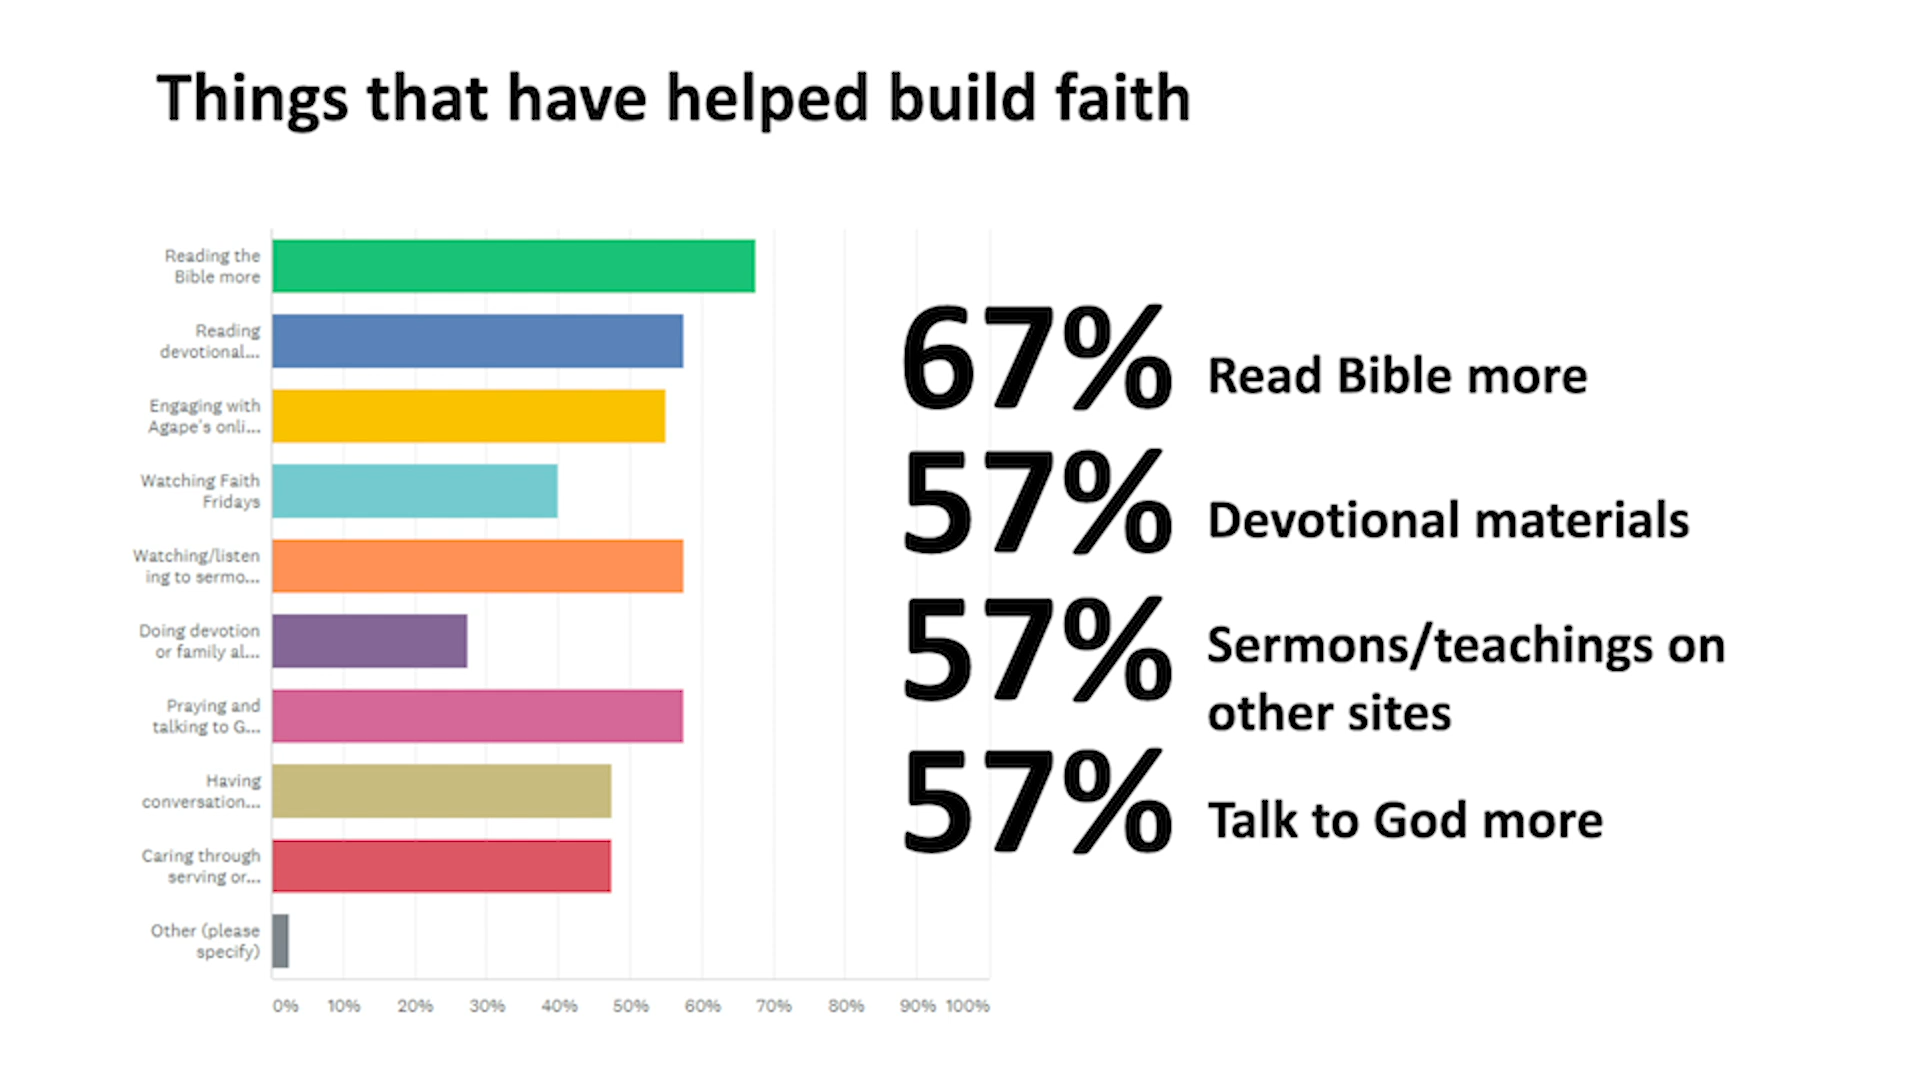 Things that have helped build faith
Reading the
Bible more
Reading
devotional...
Engaging with
Agape's onli...
Watching Faith
Fridays
Watching/listen
ing to sermo...
Doing devotion
or family al...
Praying and
talking to G...
Having
conversation...
Caring through
serving or...
Other (please
specify)
0% 10% 20% 30% 40% 50% 60% 70% 80% 90% 100%
67% Read Bible more
57% Devotional materials
57% Sermons/teachings on
other sites
57% Talk to God more